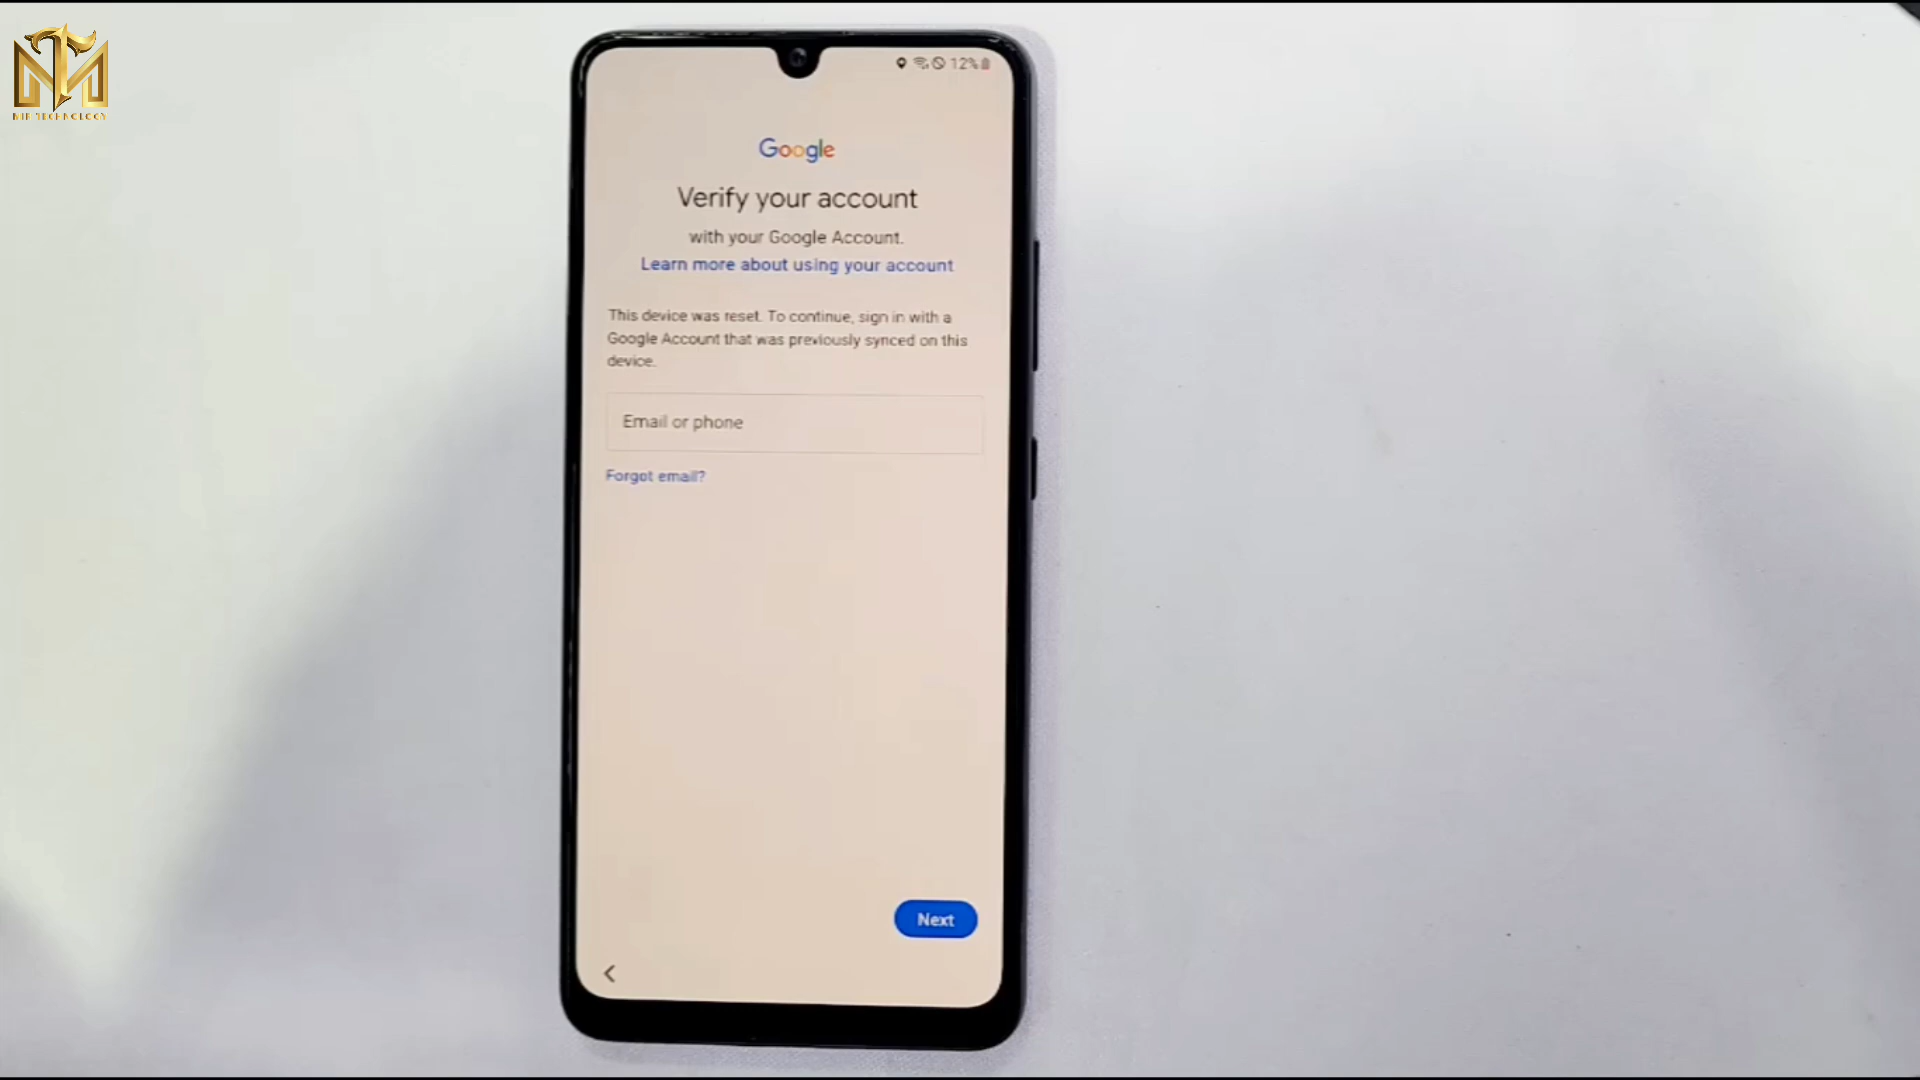 12%
Google
Verify your account
with your Google Account.
Learn more about using your account
This device was reset. To continue, sign in with a
Google Account that was previously synced on this
device.
Email or phone
Forgot email?
Next